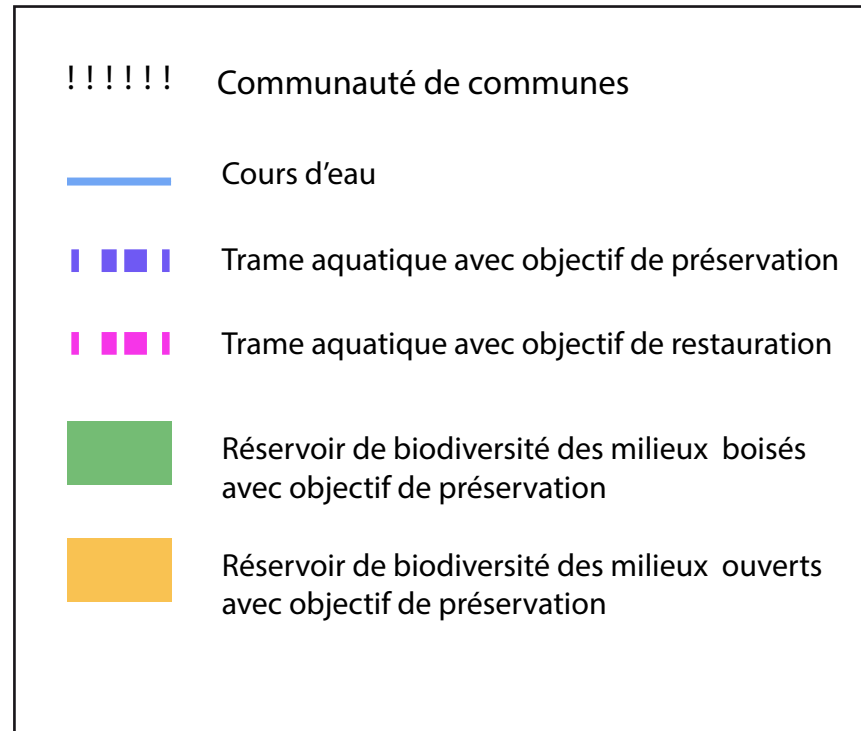 ! ! ! ! ! ! Communauté de communes
Cours d’eau
Trame aquatique avec objectif de préservation
Trame aquatique avec objectif de restauration
Réservoir de biodiversité des milieux boisés
avec objectif de préservation
Réservoir de biodiversité des milieux ouverts
avec objectif de préservation